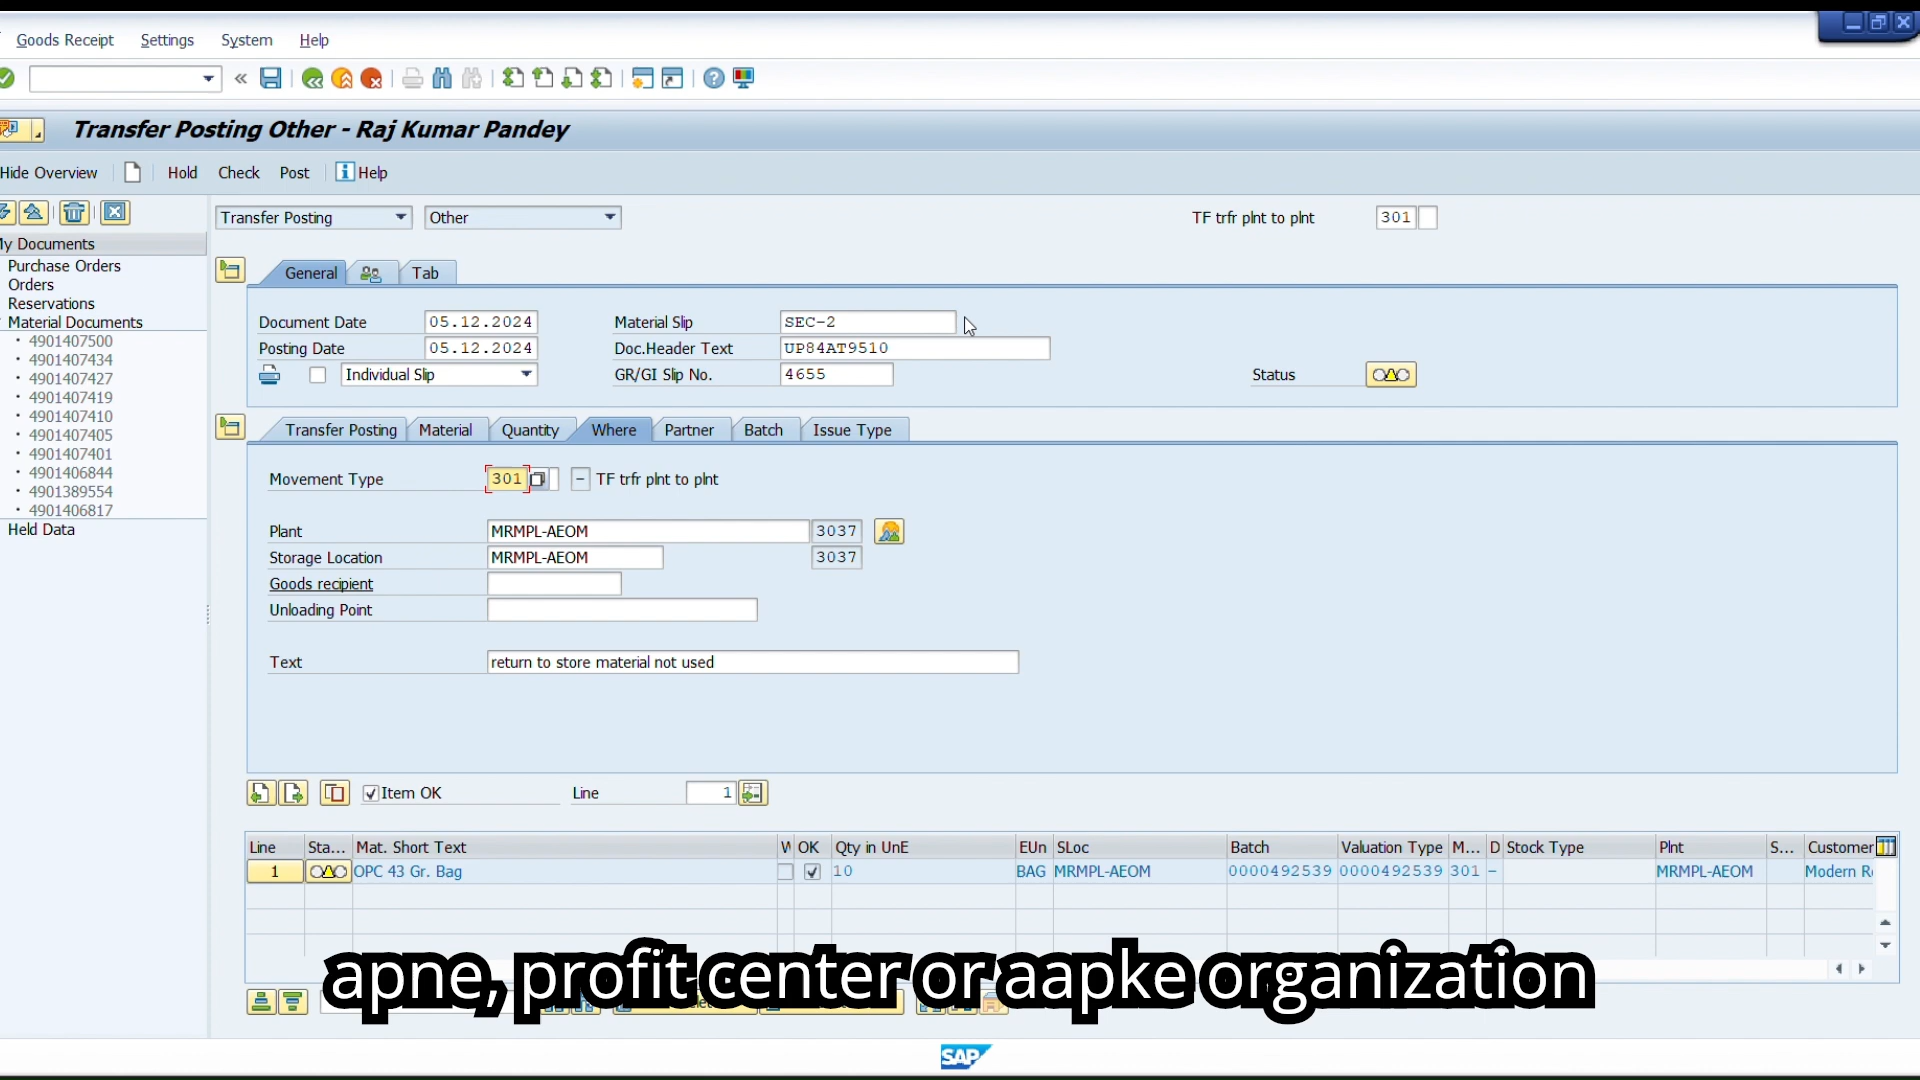 Goods Receipt Settings System Help
Transfer Posting Other - Raj Kumar Pandey
Hide Overview Hold Check Post Help
Transfer Posting Other TF trfr plnt to plnt 301
My Documents
Purchase Orders
Orders
Reservations
Material Documents
• 4901407500
• 4901407434
• 4901407427
• 4901407419
• 4901407410
• 4901407405
• 4901407401
• 4901406844
• 4901389554
• 4901406817
Held Data
General Tab
Document Date 05.12.2024 Material Slip SEC-2
Posting Date 05.12.2024 Doc.Header Text UP84AT9510
Individual Slip GR/GI Slip No. 4655 Status
Transfer Posting Material Quantity Where Partner Batch Issue Type
Movement Type 301 - TF trfr plnt to plnt
Plant MRMPL-AEOM 3037
Storage Location MRMPL-AEOM 3037
Goods recipient
Unloading Point
Text return to store material not used
Item OK Line 1
Line Sta... Mat. Short Text OK Qty in UnE EUn SLoc Batch Valuation Type M... D Stock Type Plnt S... Customer
1 OPC 43 Gr. Bag 10 BAG MRMPL-AEOM 0000492539 0000492539 301 - MRMPL-AEOM Modern R
apne, profit center or aapke organization
SAP